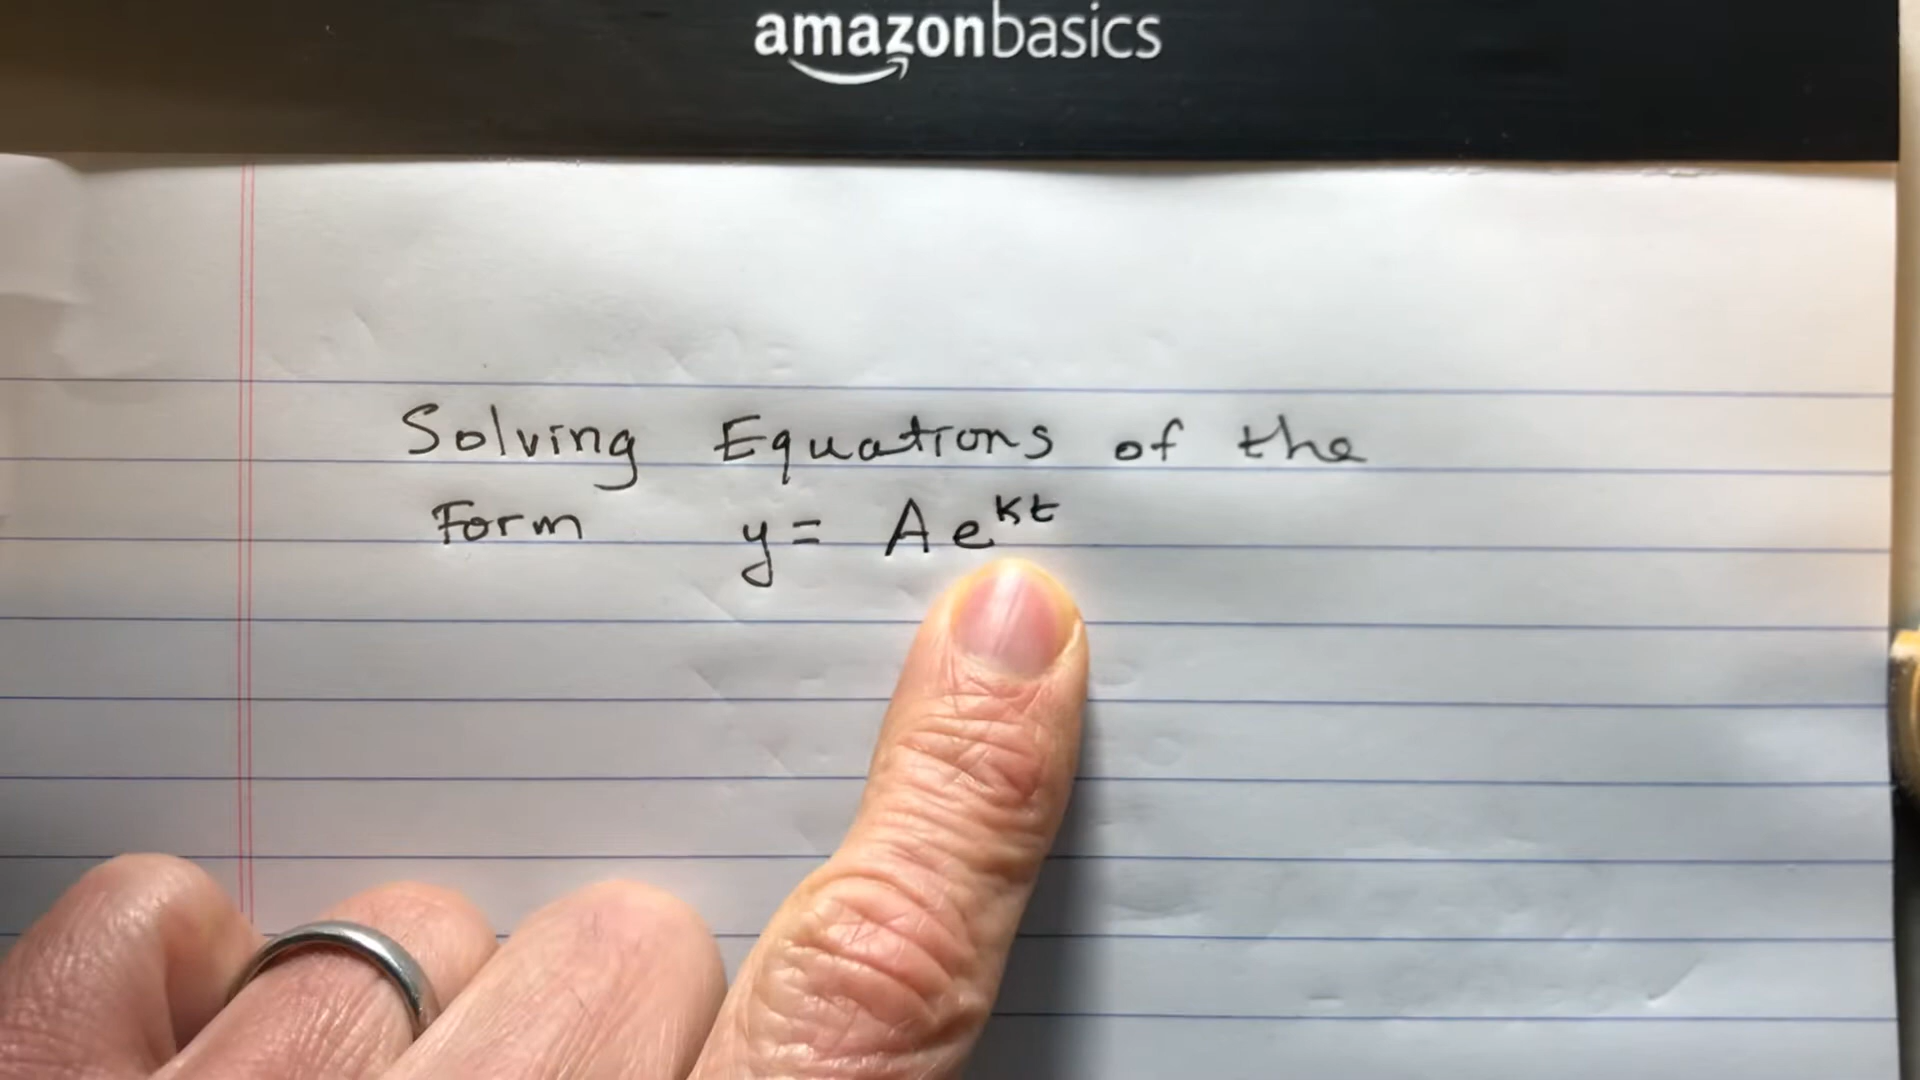 amazonbasics
Solving Equations of the
Form y = Ae^{kt}